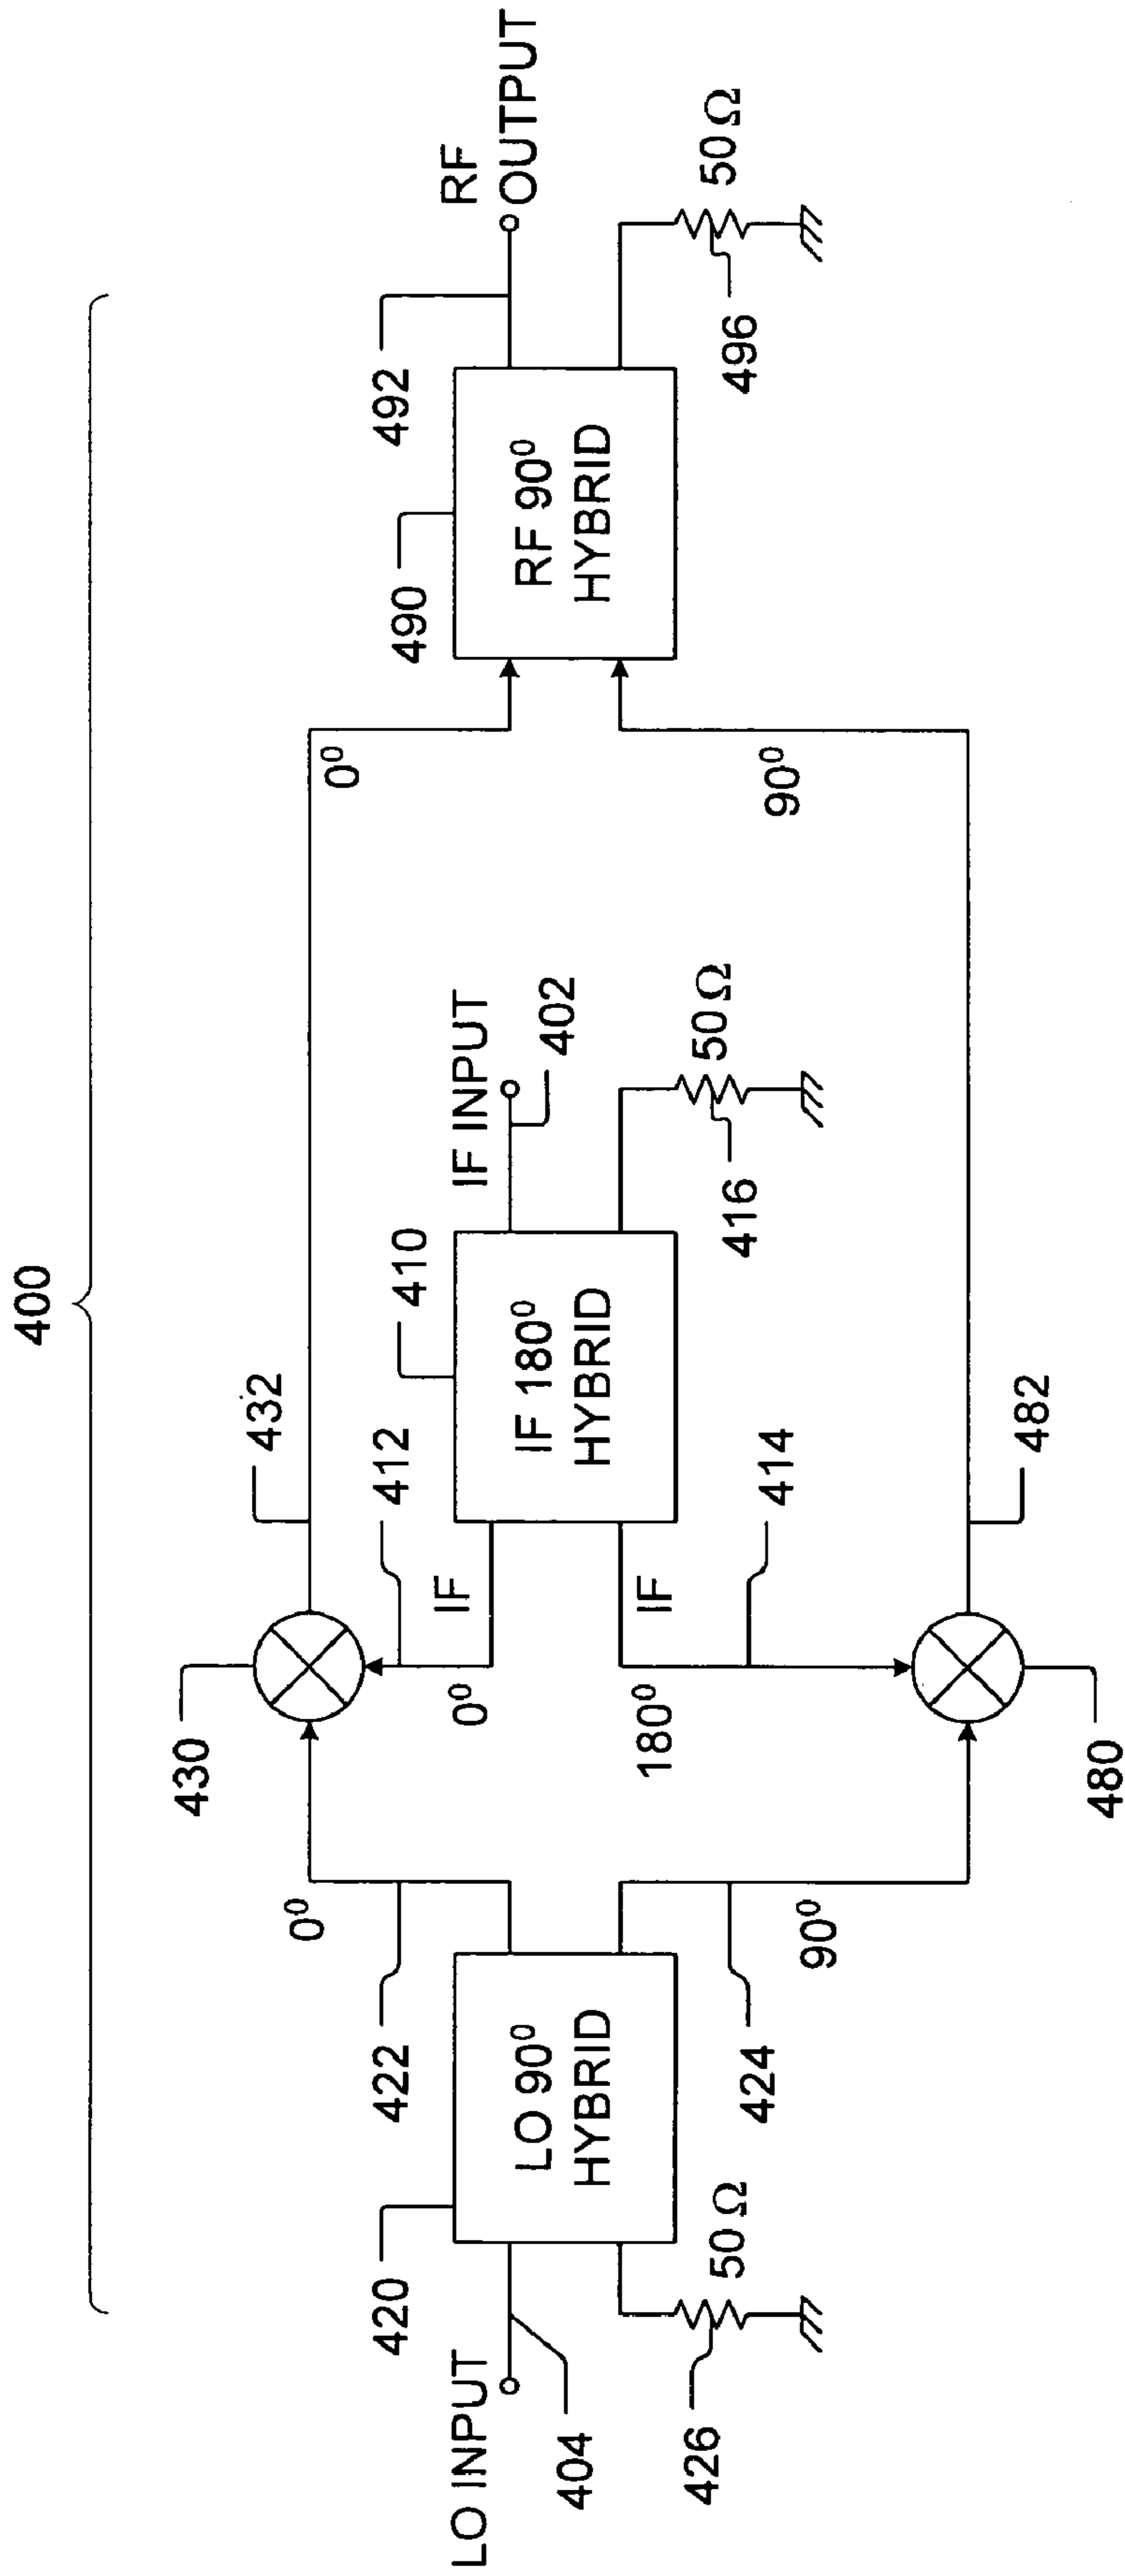 400
430
432
0⁰
0⁰
422
412
IF
0⁰
410
IF INPUT
402
492
RF
OUTPUT
420
LO INPUT
404
LO 90⁰
HYBRID
IF 180⁰
HYBRID
490
RF 90⁰
HYBRID
IF
180⁰
414
416
50 Ω
496
50 Ω
426
50 Ω
424
90⁰
90⁰
480
482